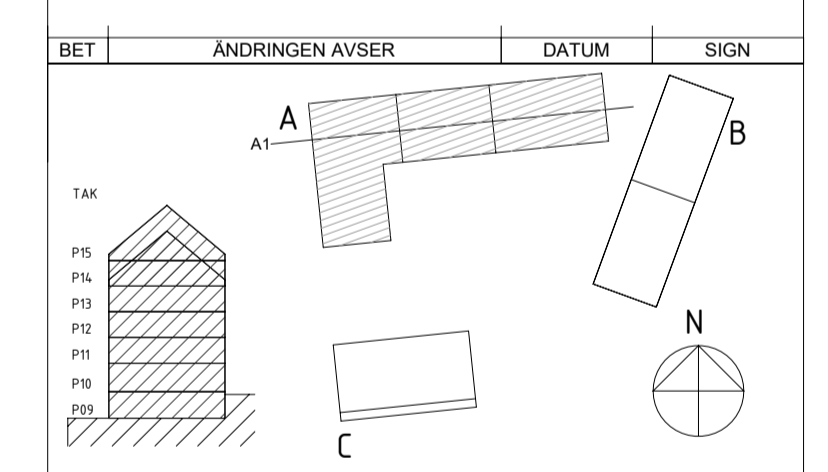 BET ÄNDRINGEN AVSER DATUM SIGN
A
A1
B
TAK
P15
P14
P13
P12
P11
P10
P09
N
C